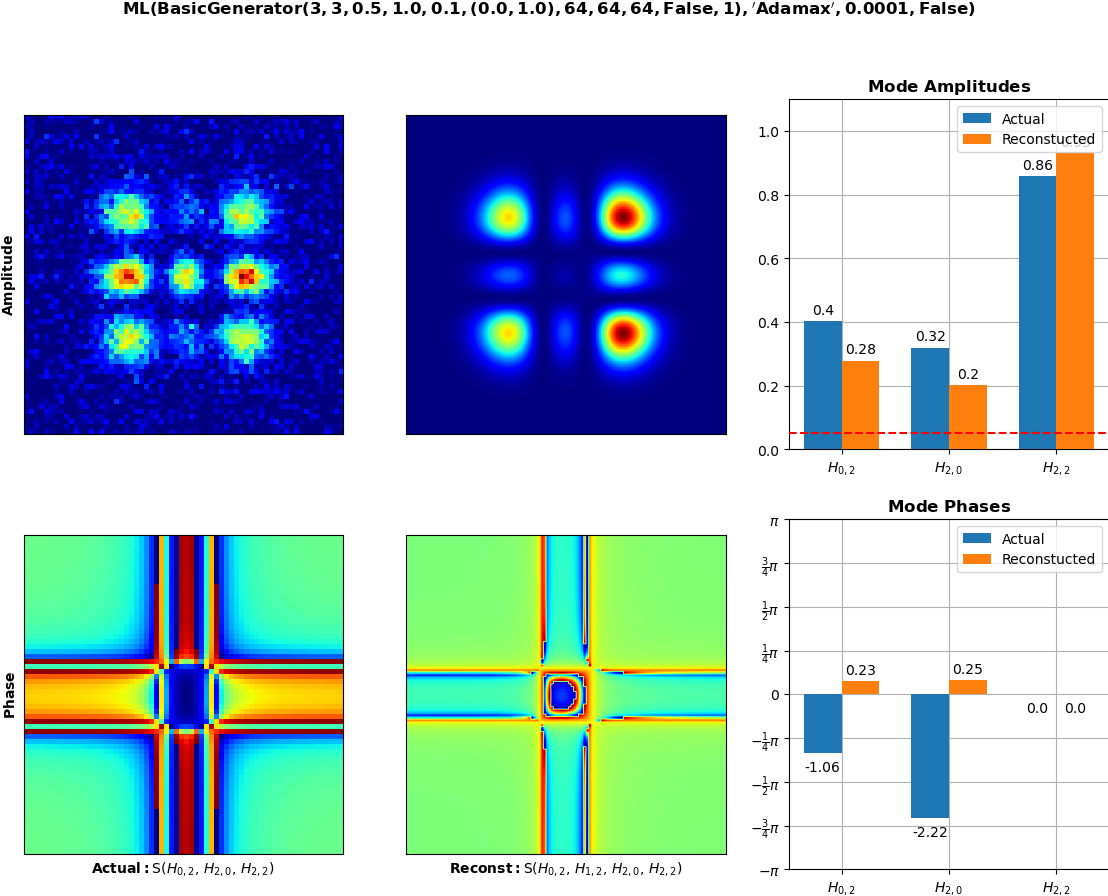 ML(BasicGenerator(3, 3, 0.5, 1.0, 0.1, (0.0, 1.0), 64, 64, 64, False, 1), 'Adamax', 0.0001, False)
Amplitude
Mode Amplitudes
Actual
Reconstucted
1.0
0.8
0.6
0.4
0.2
0.0
0.4
0.28
0.32
0.2
0.86
H0,2
H2,0
H2,2
Phase
Actual: S(H0,2, H2,0, H2,2)
Reconst: S(H0,2, H1,2, H2,0, H2,2)
Mode Phases
Actual
Reconstucted
π
3/4π
1/2π
1/4π
0
−1/4π
−1/2π
−3/4π
−π
-1.06
0.23
-2.22
0.25
0.0
0.0
H0,2
H2,0
H2,2